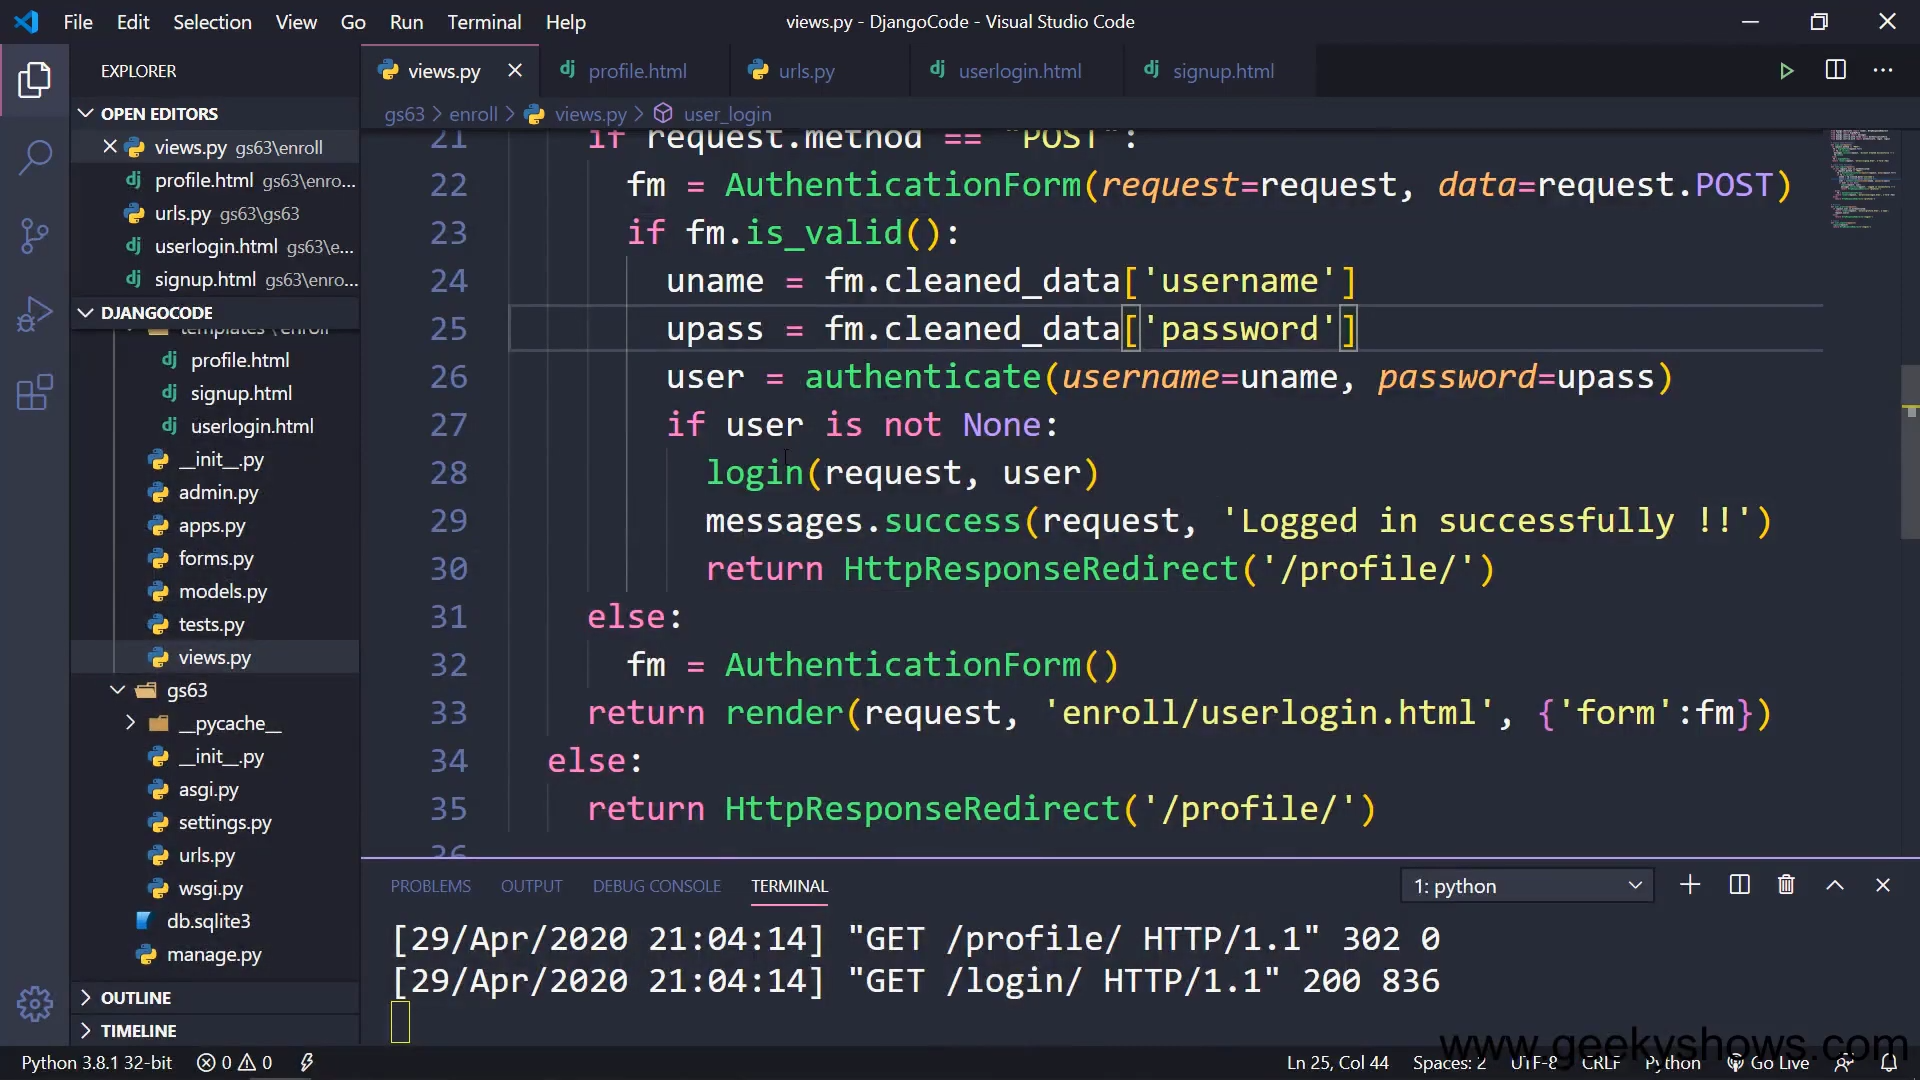 File Edit Selection View Go Run Terminal Help
views.py - DjangoCode - Visual Studio Code
EXPLORER
OPEN EDITORS
views.py gs63\enroll
profile.html gs63\enro...
urls.py gs63\gs63
userlogin.html gs63\e...
signup.html gs63\enro...
DJANGOCODE
templates \ enroll
profile.html
signup.html
userlogin.html
__init__.py
admin.py
apps.py
forms.py
models.py
tests.py
views.py
gs63
__pycache__
__init__.py
asgi.py
settings.py
urls.py
wsgi.py
db.sqlite3
manage.py
OUTLINE
TIMELINE
views.py profile.html urls.py userlogin.html signup.html
gs63 > enroll > views.py > user_login
21 if request.method == "POST":
22 fm = AuthenticationForm(request=request, data=request.POST)
23 if fm.is_valid():
24 uname = fm.cleaned_data['username']
25 upass = fm.cleaned_data['password']
26 user = authenticate(username=uname, password=upass)
27 if user is not None:
28 login(request, user)
29 messages.success(request, 'Logged in successfully !!')
30 return HttpResponseRedirect('/profile/')
31 else:
32 fm = AuthenticationForm()
33 return render(request, 'enroll/userlogin.html', {'form':fm})
34 else:
35 return HttpResponseRedirect('/profile/')
36
PROBLEMS OUTPUT DEBUG CONSOLE TERMINAL 1: python
[29/Apr/2020 21:04:14] "GET /profile/ HTTP/1.1" 302 0
[29/Apr/2020 21:04:14] "GET /login/ HTTP/1.1" 200 836
www.geekyshows.com
Python 3.8.1 32-bit 0 0 Ln 25, Col 44 Spaces: 2 UTF-8 CRLF Python Go Live